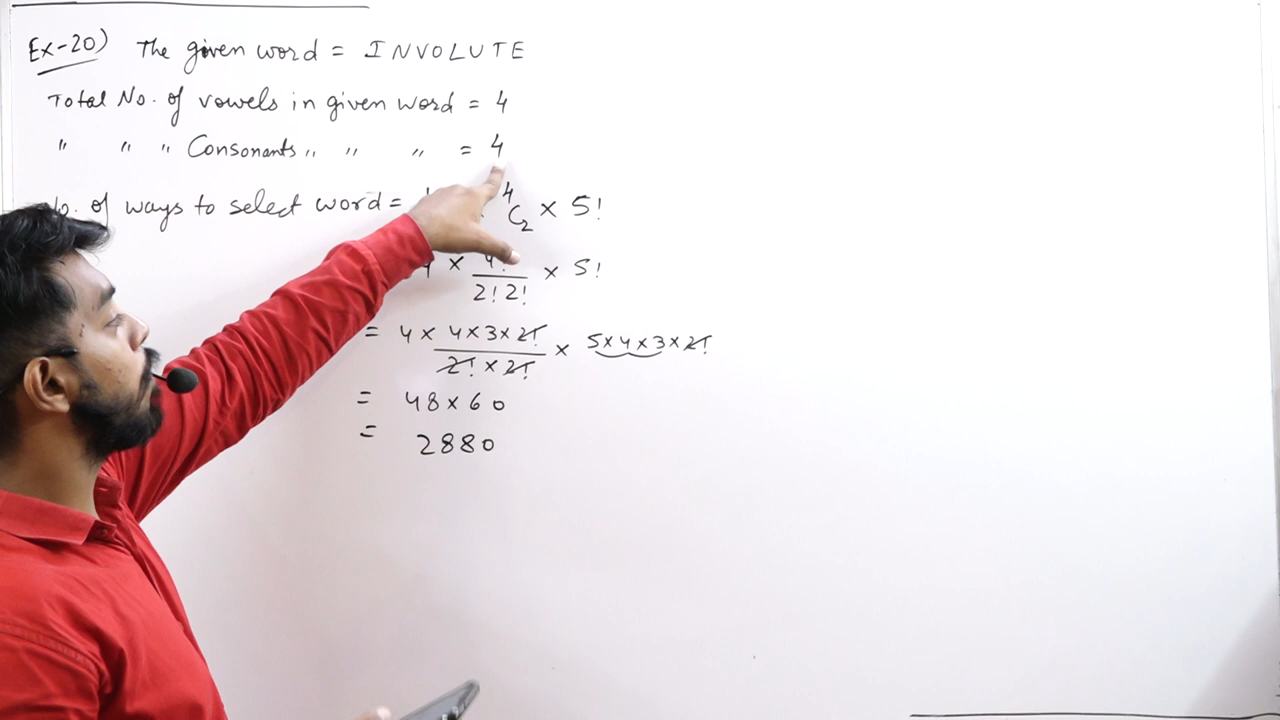 Ex-20) The given word = INVOLUTE
Total No. of vowels in given word = 4
" " " Consonants " " " = 4
of ways to select word = ⁴C₂ × 5!
4 × 4!/2!2! × 5!
= 4 × 4×3×2!/2!×2! × 5×4×3×2!
= 48×60
= 2880